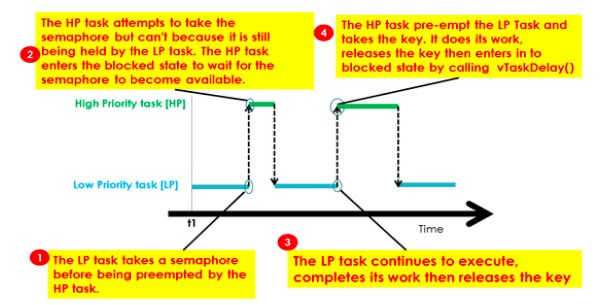 The HP task attempts to take the
semaphore but can't because it is still
being held by the LP task. The HP task
enters the blocked state to wait for the
semaphore to become available.
2
4
The HP task pre-empt the LP Task and
takes the key. It does its work,
releases the key then enters in to
blocked state by calling vTaskDelay()
High Priority task [HP]
Low Priority task [LP]
t1
Time
1
The LP task takes a semaphore
before being preempted by the
HP task.
3
The LP task continues to execute,
completes its work then releases the key